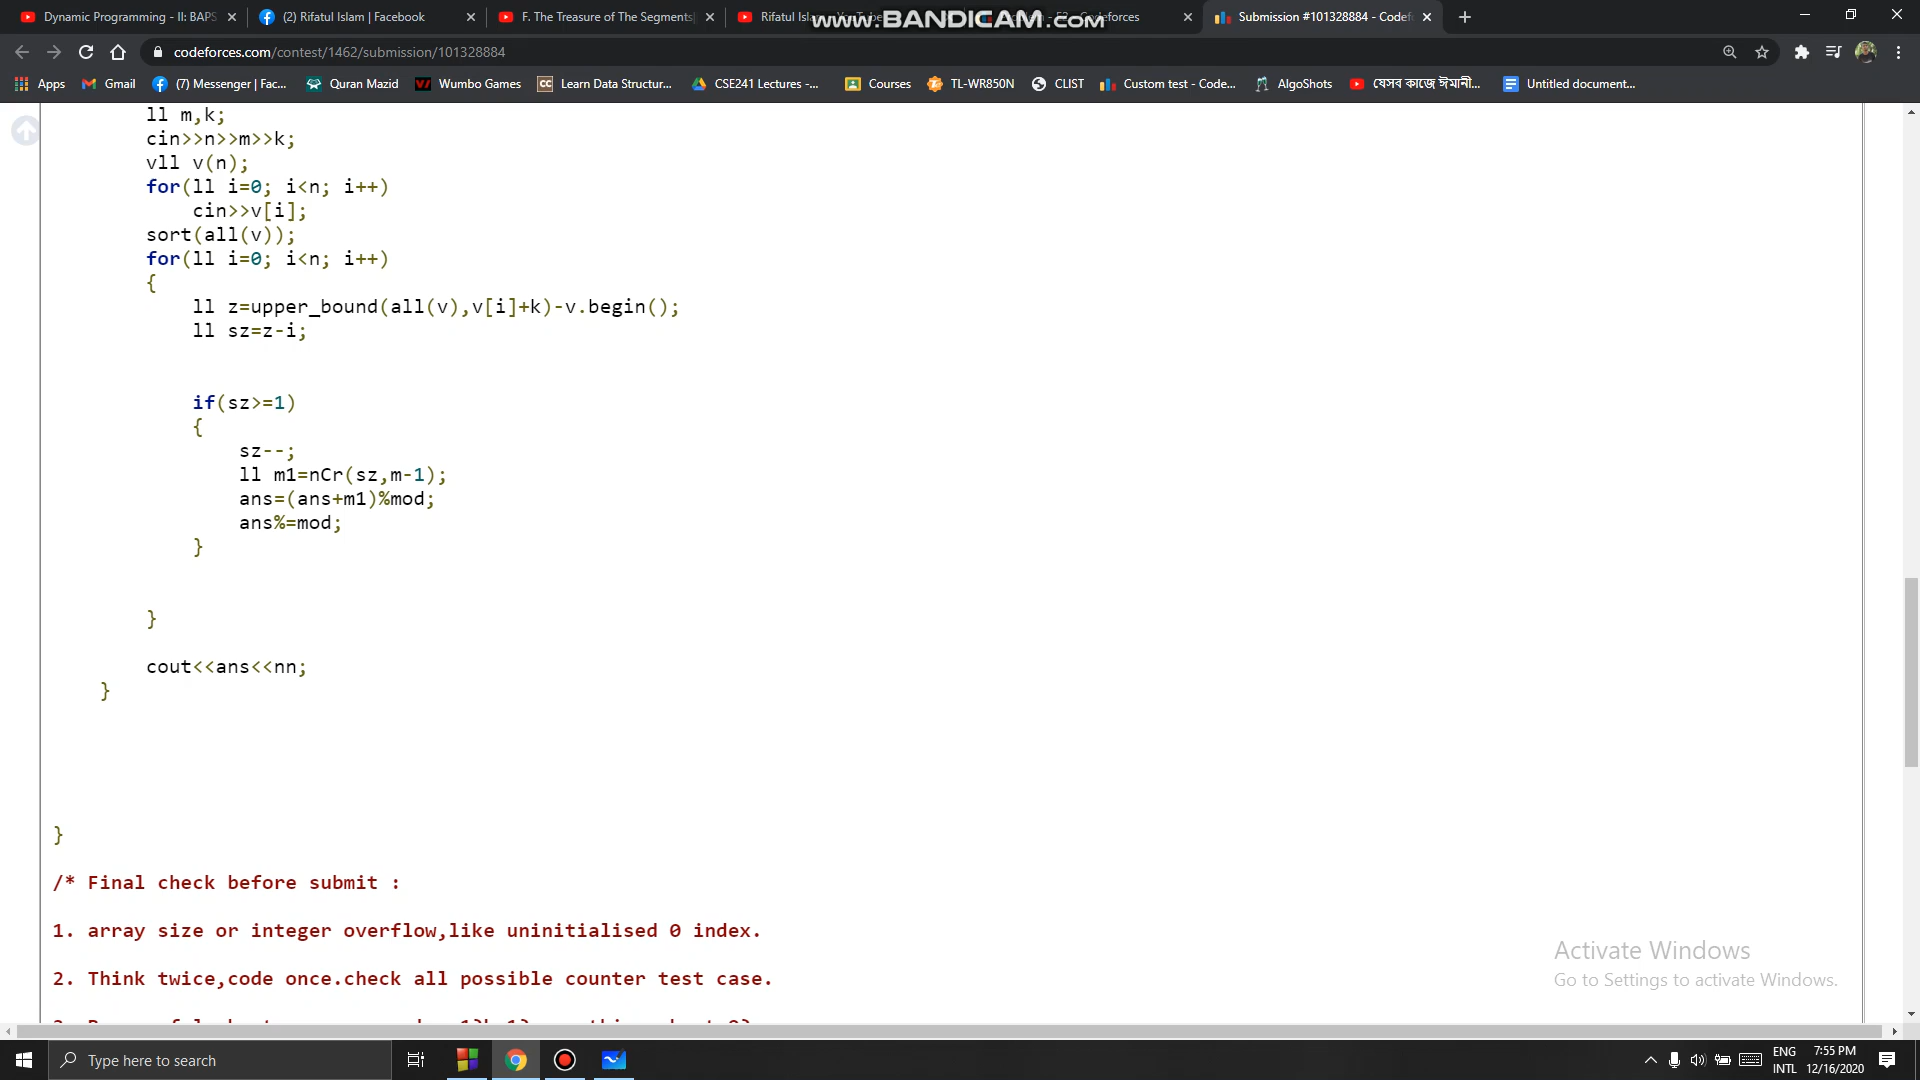 Dynamic Programming - II: BAPS
(2) Rifatul Islam | Facebook
F. The Treasure of The Segments|
Rifatul Isl
www.BANDICAM.com
Codeforces
Submission #101328884 - Codef
codeforces.com/contest/1462/submission/101328884
Apps
Gmail
(7) Messenger | Fac...
Quran Mazid
Wumbo Games
Learn Data Structur...
CSE241 Lectures -...
Courses
TL-WR850N
CLIST
Custom test - Code...
AlgoShots
যেসব কাজে ঈমানী...
Untitled document...
ll m,k;
cin>>n>>m>>k;
vll v(n);
for(ll i=0; i<n; i++)
cin>>v[i];
sort(all(v));
for(ll i=0; i<n; i++)
{
ll z=upper_bound(all(v),v[i]+k)-v.begin();
ll sz=z-i;
if(sz>=1)
{
sz--;
ll m1=nCr(sz,m-1);
ans=(ans+m1)%mod;
ans%=mod;
}
}
cout<<ans<<nn;
}
}
/* Final check before submit :
1. array size or integer overflow,like uninitialised 0 index.
2. Think twice,code once.check all possible counter test case.
Activate Windows
Go to Settings to activate Windows.
Type here to search
ENG
INTL
7:55 PM
12/16/2020